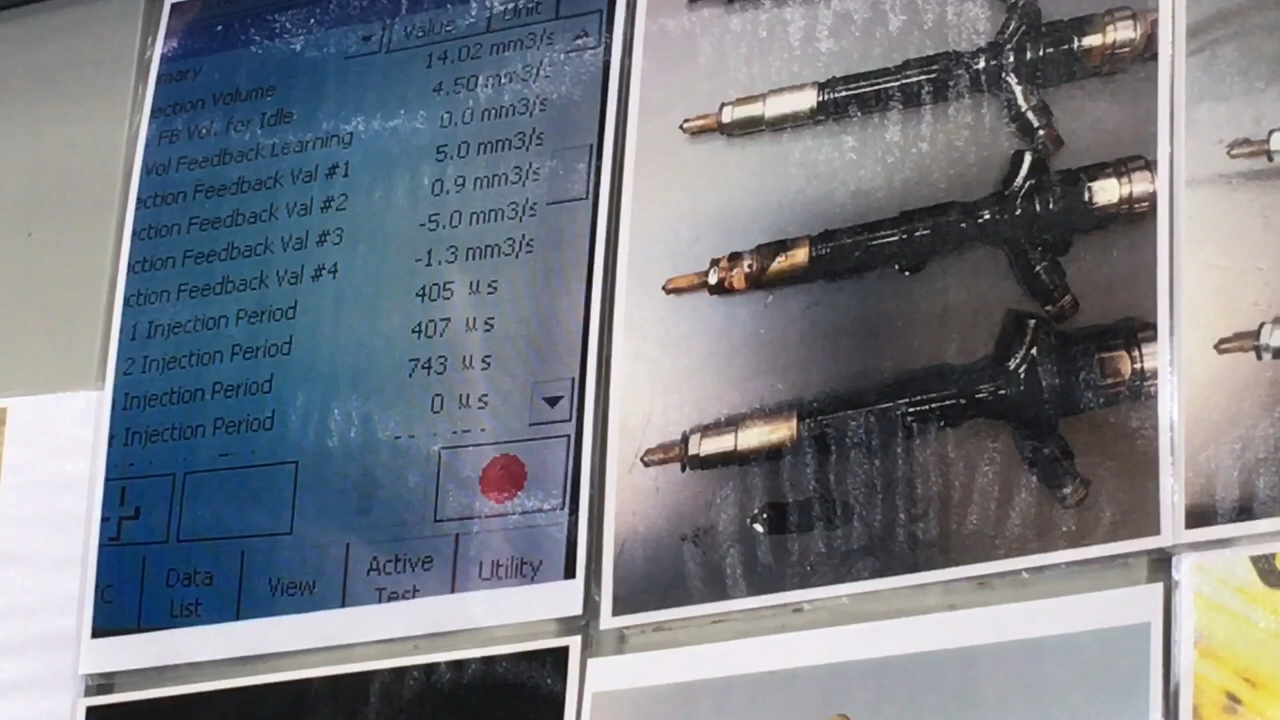 Value Unit
mary 14.02 mm3/s
ection Volume 4.50 mm3/s
FB Vol. for Idle 0.0 mm3/s
Vol Feedback Learning 5.0 mm3/s
ection Feedback Val #1 0.9 mm3/s
ction Feedback Val #2 -5.0 mm3/s
ction Feedback Val #3 -1.3 mm3/s
ction Feedback Val #4 405 µs
1 Injection Period 407 µs
2 Injection Period 743 µs
Injection Period 0 µs
Injection Period
C Data List View Active Test Utility